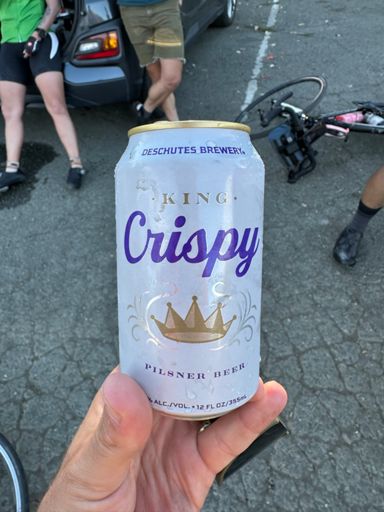 DESCHUTES BREWERY®
·KING·
Crispy
PILSNER BEER
% ALC./VOL. • 12 FL OZ/355mL